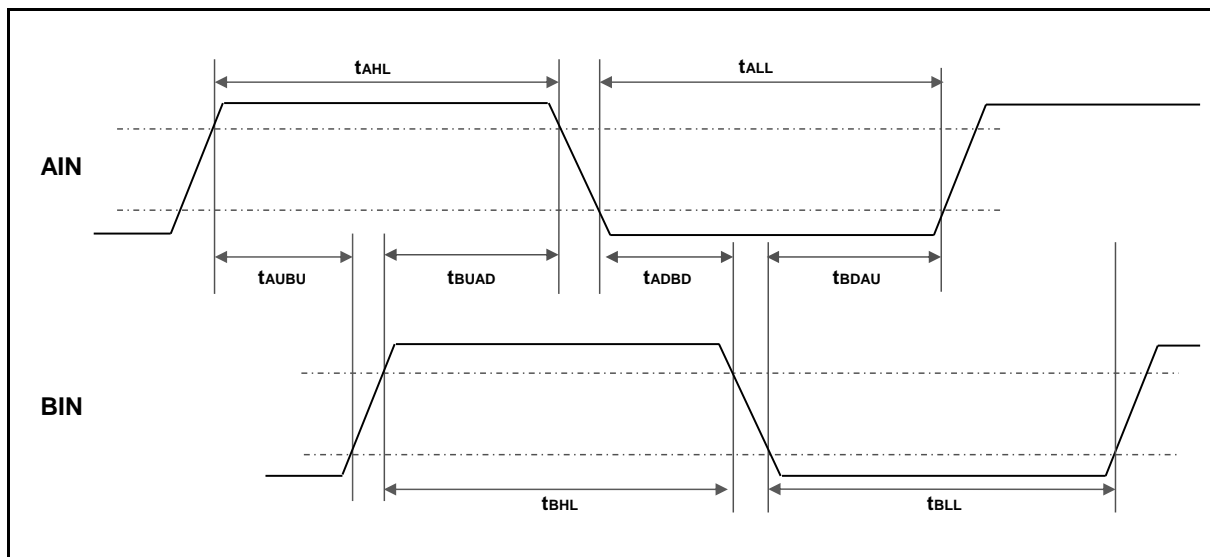 tAHL
tALL
AIN
tAUBU
tBUAD
tADBD
tBDAU
BIN
tBHL
tBLL